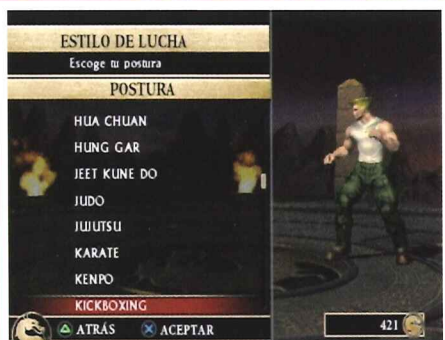 ESTILO DE LUCHA
Escoge tu postura
POSTURA
HUA CHUAN
HUNG GAR
JEET KUNE DO
JUDO
JUJUTSU
KARATE
KENPO
KICKBOXING
ATRÁS ACEPTAR
421